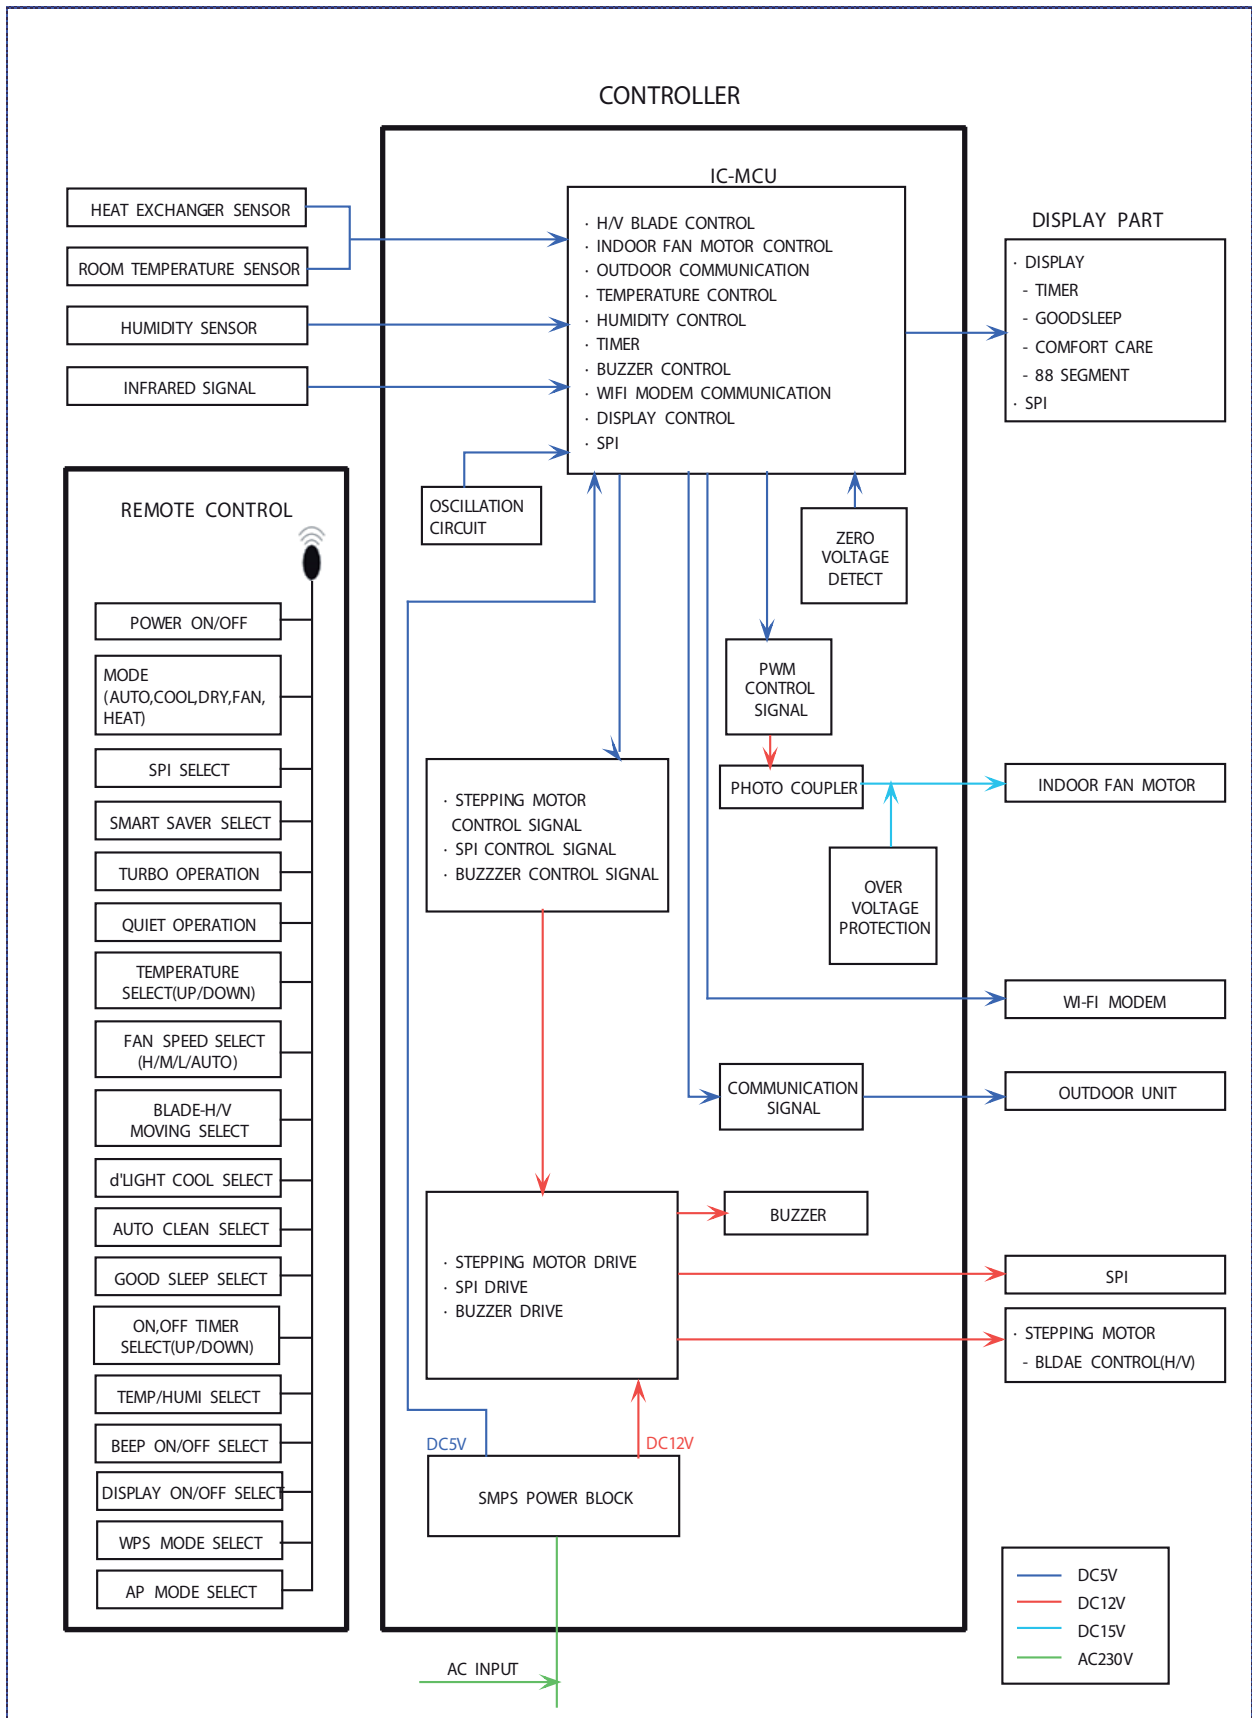 CONTROLLER
IC-MCU
· H/V BLADE CONTROL
· INDOOR FAN MOTOR CONTROL
· OUTDOOR COMMUNICATION
· TEMPERATURE CONTROL
· HUMIDITY CONTROL
· TIMER
· BUZZER CONTROL
· WIFI MODEM COMMUNICATION
· DISPLAY CONTROL
· SPI
HEAT EXCHANGER SENSOR
ROOM TEMPERATURE SENSOR
HUMIDITY SENSOR
INFRARED SIGNAL
DISPLAY PART
· DISPLAY
- TIMER
- GOODSLEEP
- COMFORT CARE
- 88 SEGMENT
· SPI
REMOTE CONTROL
POWER ON/OFF
MODE
(AUTO,COOL,DRY,FAN,
HEAT)
SPI SELECT
SMART SAVER SELECT
TURBO OPERATION
QUIET OPERATION
TEMPERATURE
SELECT(UP/DOWN)
FAN SPEED SELECT
(H/M/L/AUTO)
BLADE-H/V
MOVING SELECT
d'LIGHT COOL SELECT
AUTO CLEAN SELECT
GOOD SLEEP SELECT
ON,OFF TIMER
SELECT(UP/DOWN)
TEMP/HUMI SELECT
BEEP ON/OFF SELECT
DISPLAY ON/OFF SELECT
WPS MODE SELECT
AP MODE SELECT
OSCILLATION
CIRCUIT
ZERO
VOLTAGE
DETECT
PWM
CONTROL
SIGNAL
PHOTO COUPLER
INDOOR FAN MOTOR
OVER
VOLTAGE
PROTECTION
· STEPPING MOTOR
CONTROL SIGNAL
· SPI CONTROL SIGNAL
· BUZZZER CONTROL SIGNAL
WI-FI MODEM
COMMUNICATION
SIGNAL
OUTDOOR UNIT
· STEPPING MOTOR DRIVE
· SPI DRIVE
· BUZZER DRIVE
BUZZER
SPI
· STEPPING MOTOR
- BLDAE CONTROL(H/V)
DC5V
DC12V
SMPS POWER BLOCK
AC INPUT
DC5V
DC12V
DC15V
AC230V